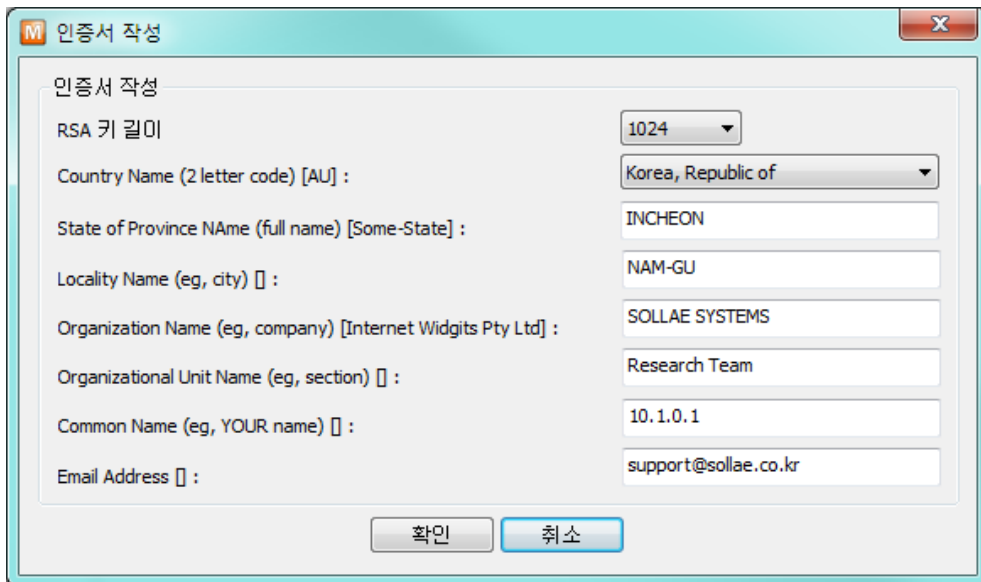 M 인증서 작성
X
인증서 작성
RSA 키 길이 1024
Country Name (2 letter code) [AU] : Korea, Republic of
State of Province NAme (full name) [Some-State] : INCHEON
Locality Name (eg, city) [] : NAM-GU
Organization Name (eg, company) [Internet Widgits Pty Ltd] : SOLLAE SYSTEMS
Organizational Unit Name (eg, section) [] : Research Team
Common Name (eg, YOUR name) [] : 10.1.0.1
Email Address [] : support@sollae.co.kr
확인 취소